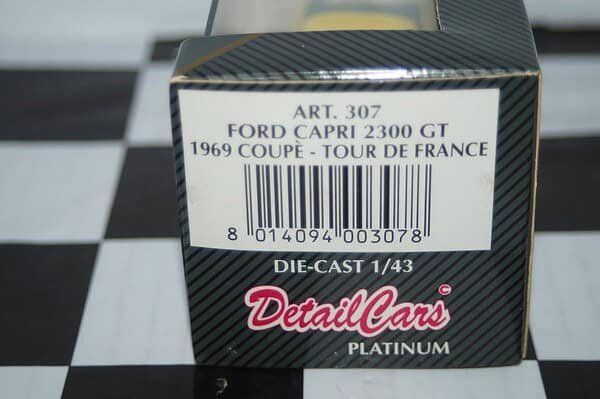 ART. 307
FORD CAPRI 2300 GT
1969 COUPÈ - TOUR DE FRANCE
8 014094 003078
DIE-CAST 1/43
DetailCars ©
PLATINUM